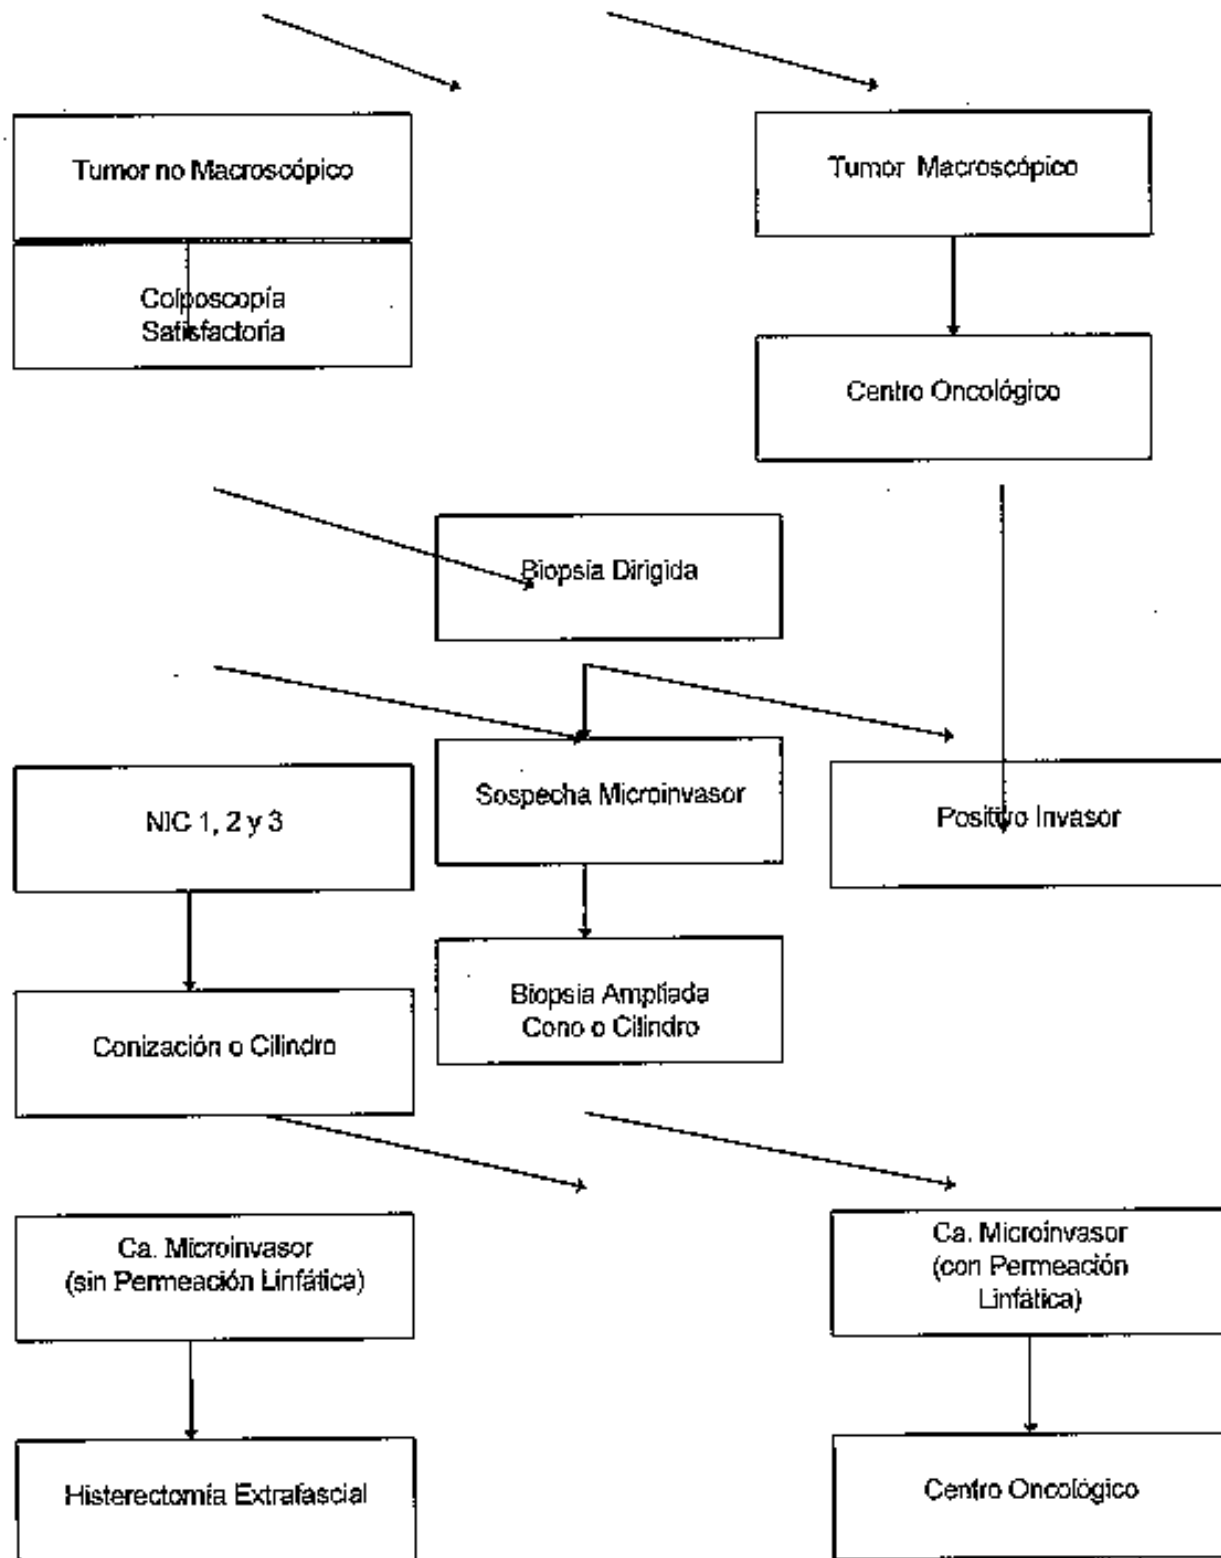 Tumor no Macroscópico
Tumor Macroscópico
Colposcopía
Satisfactoria
Centro Oncológico
Biopsia Dirigida
Sospecha Microinvasor
NIC 1, 2 y 3
Positivo Invasor
Biopsia Ampliada
Cono o Cilindro
Conización o Cilindro
Ca. Microinvasor
(sin Permeación Linfática)
Ca. Microinvasor
(con Permeación
Linfática)
Histerectomía Extrafascial
Centro Oncológico